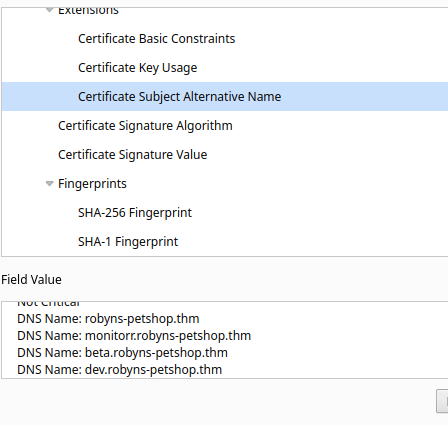 Extensions
Certificate Basic Constraints
Certificate Key Usage
Certificate Subject Alternative Name
Certificate Signature Algorithm
Certificate Signature Value
Fingerprints
SHA-256 Fingerprint
SHA-1 Fingerprint
Field Value
Not Critical
DNS Name: robyns-petshop.thm
DNS Name: monitorr.robyns-petshop.thm
DNS Name: beta.robyns-petshop.thm
DNS Name: dev.robyns-petshop.thm